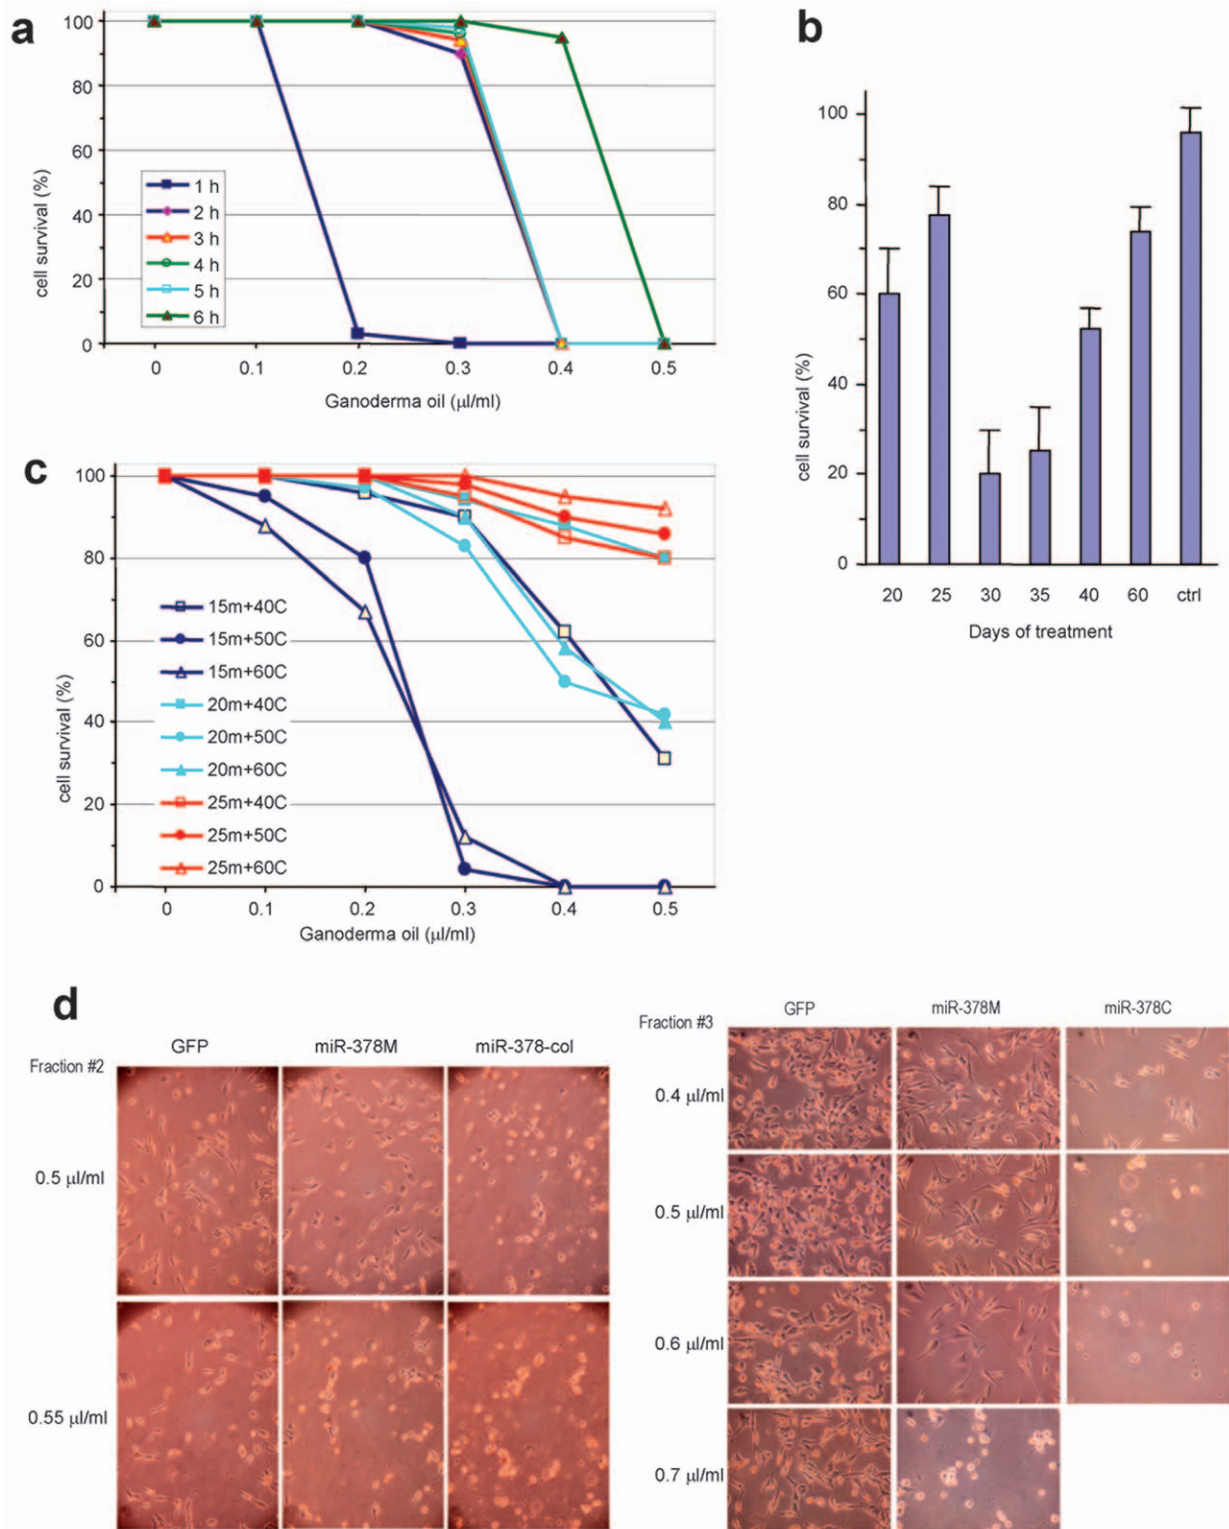 a
100
80
60
40
20
0
cell survival (%)
1 h
2 h
3 h
4 h
5 h
6 h
0 0.1 0.2 0.3 0.4 0.5
Ganoderma oil (μl/ml)
b
100
80
60
40
20
0
cell survival (%)
20 25 30 35 40 60 ctrl
Days of treatment
c
100
80
60
40
20
0
cell survival (%)
15m+40C
15m+50C
15m+60C
20m+40C
20m+50C
20m+60C
25m+40C
25m+50C
25m+60C
0 0.1 0.2 0.3 0.4 0.5
Ganoderma oil (μl/ml)
d
GFP miR-378M miR-378-col
Fraction #2
0.5 μl/ml
0.55 μl/ml
GFP miR-378M miR-378C
Fraction #3
0.4 μl/ml
0.5 μl/ml
0.6 μl/ml
0.7 μl/ml